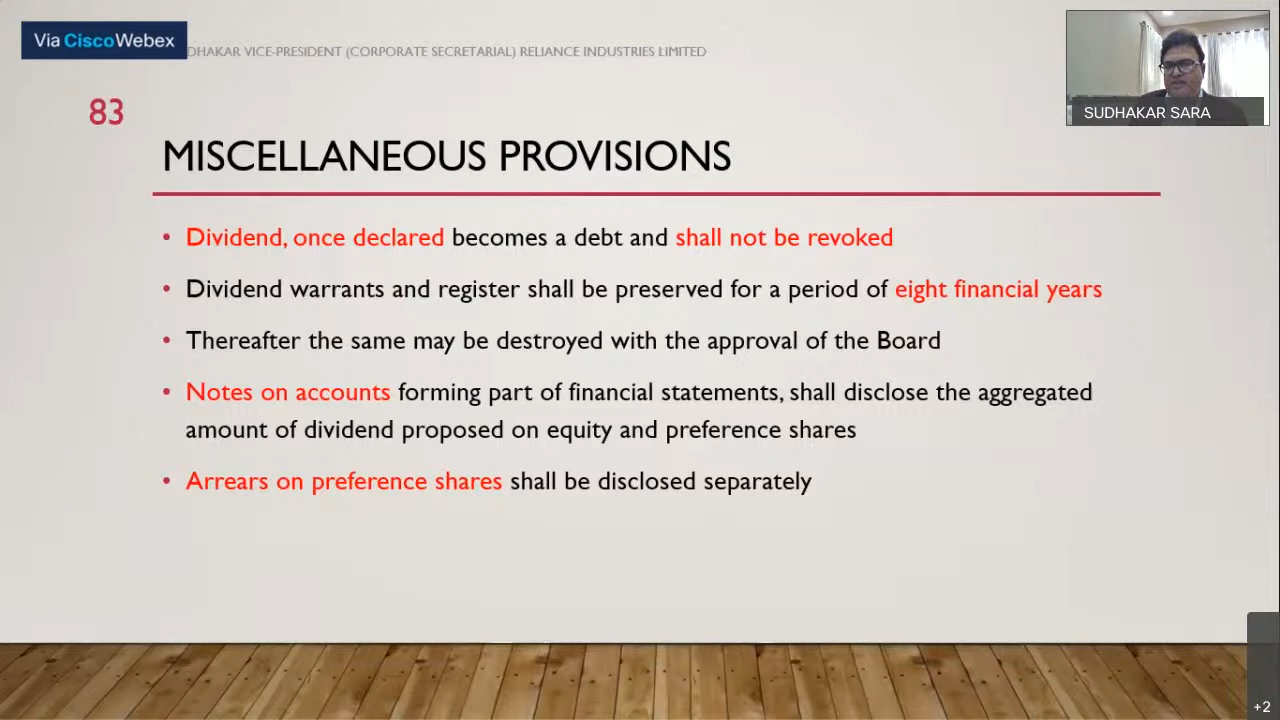 Via Cisco Webex
DHAKAR VICE-PRESIDENT (CORPORATE SECRETARIAL) RELIANCE INDUSTRIES LIMITED
SUDHAKAR SARA
83
MISCELLANEOUS PROVISIONS
• Dividend, once declared becomes a debt and shall not be revoked
• Dividend warrants and register shall be preserved for a period of eight financial years
• Thereafter the same may be destroyed with the approval of the Board
• Notes on accounts forming part of financial statements, shall disclose the aggregated
amount of dividend proposed on equity and preference shares
• Arrears on preference shares shall be disclosed separately
+2